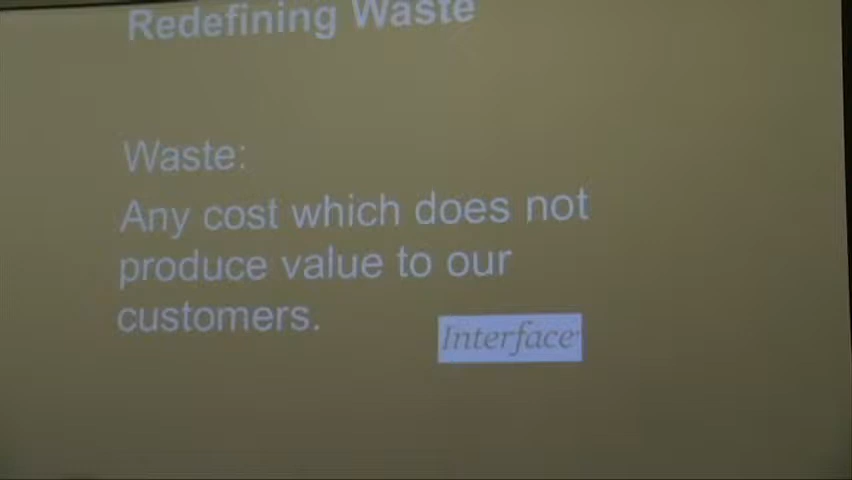 Redefining Waste
Waste:
Any cost which does not
produce value to our
customers.
Interface